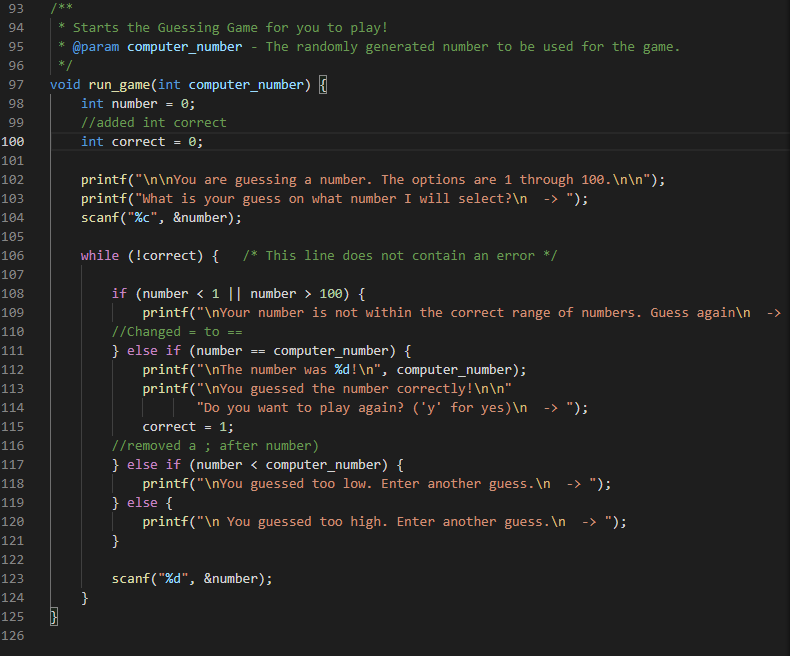 93 /**
94  * Starts the Guessing Game for you to play!
95  * @param computer_number - The randomly generated number to be used for the game.
96  */
97 void run_game(int computer_number) {
98     int number = 0;
99     //added int correct
100     int correct = 0;
101
102     printf("\n\nYou are guessing a number. The options are 1 through 100.\n\n");
103     printf("What is your guess on what number I will select?\n  -> ");
104     scanf("%c", &number);
105
106     while (!correct) {   /* This line does not contain an error */
107
108         if (number < 1 || number > 100) {
109             printf("\nYour number is not within the correct range of numbers. Guess again\n  ->
110         //Changed = to ==
111         } else if (number == computer_number) {
112             printf("\nThe number was %d!\n", computer_number);
113             printf("\nYou guessed the number correctly!\n\n"
114                    "Do you want to play again? ('y' for yes)\n  -> ");
115             correct = 1;
116         //removed a ; after number)
117         } else if (number < computer_number) {
118             printf("\nYou guessed too low. Enter another guess.\n  -> ");
119         } else {
120             printf("\n You guessed too high. Enter another guess.\n  -> ");
121         }
122
123         scanf("%d", &number);
124     }
125 }
126